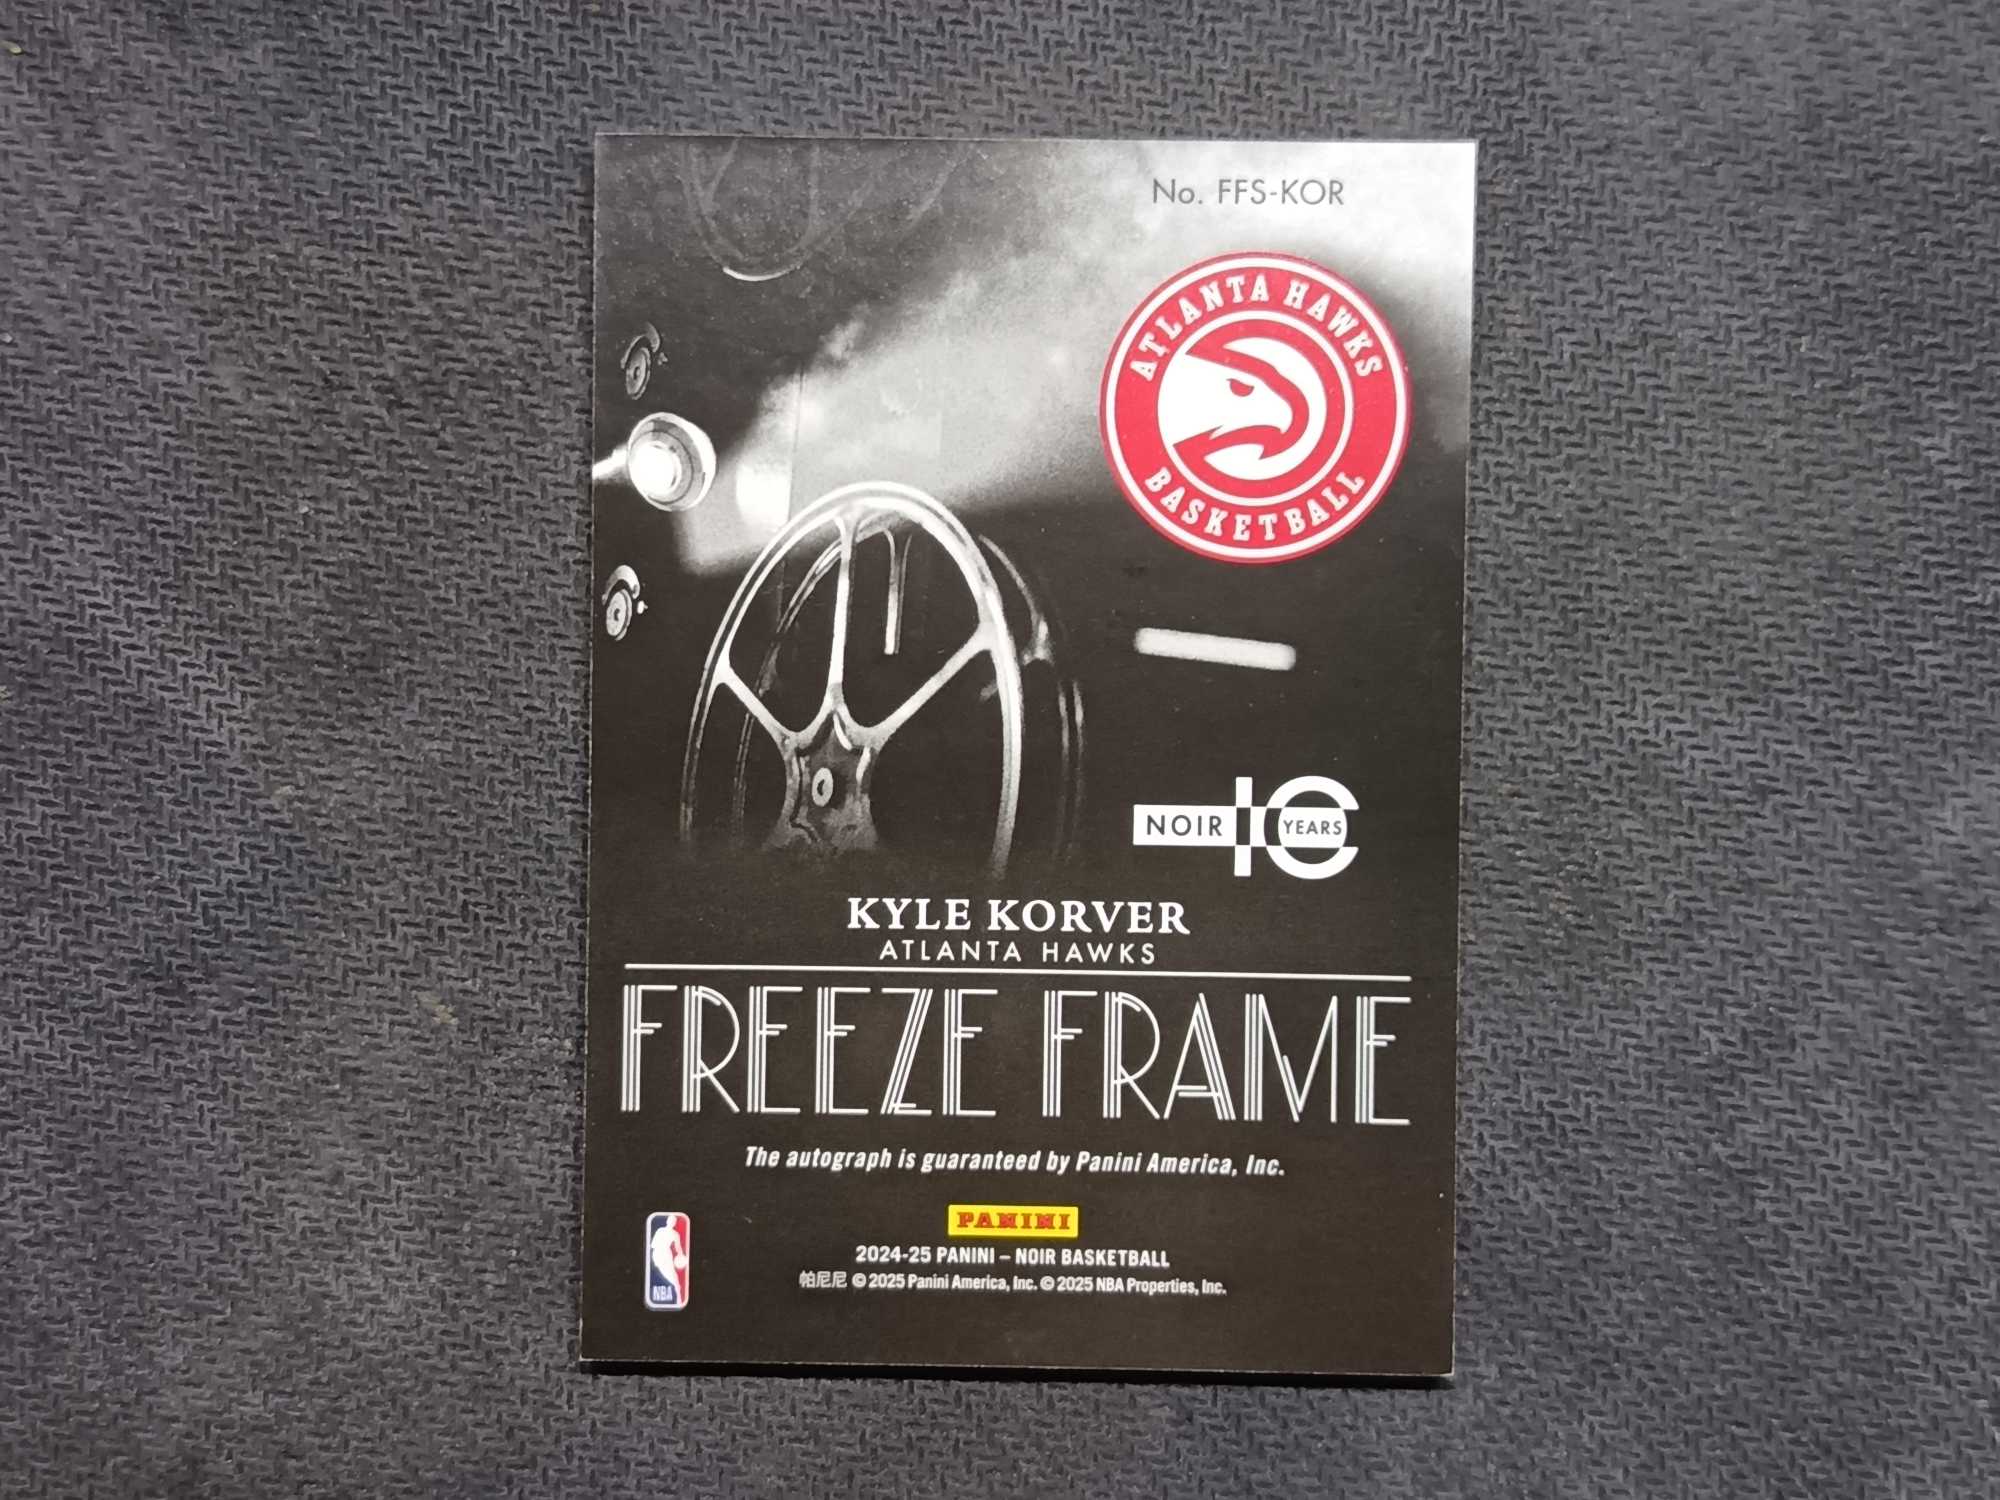 No. FFS-KOR
ATLANTA HAWKS
BASKETBALL
NOIR 10 YEARS
KYLE KORVER
ATLANTA HAWKS
FREEZE FRAME
The autograph is guaranteed by Panini America, Inc.
PANINI
2024-25 PANINI – NOIR BASKETBALL
帕尼尼 © 2025 Panini America, Inc. © 2025 NBA Properties, Inc.
NBA